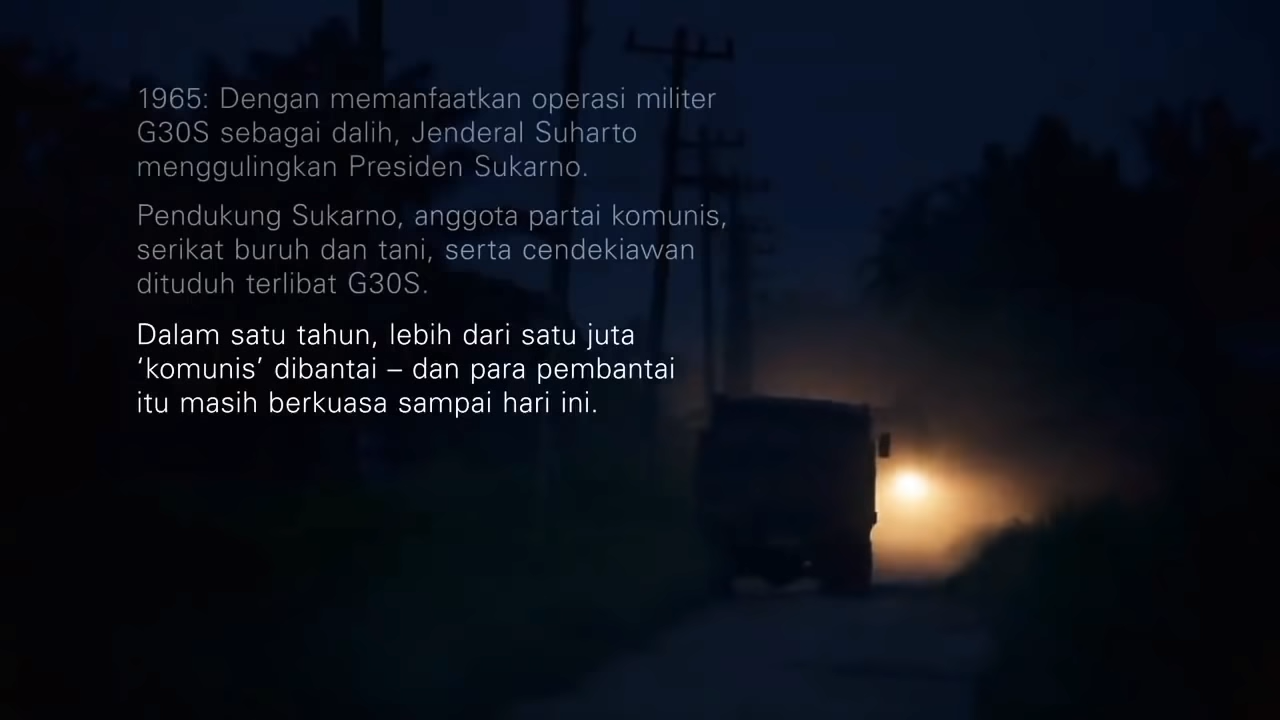 1965: Dengan memanfaatkan operasi militer
G30S sebagai dalih, Jenderal Suharto
menggulingkan Presiden Sukarno.
Pendukung Sukarno, anggota partai komunis,
serikat buruh dan tani, serta cendekiawan
dituduh terlibat G30S.
Dalam satu tahun, lebih dari satu juta
‘komunis’ dibantai – dan para pembantai
itu masih berkuasa sampai hari ini.